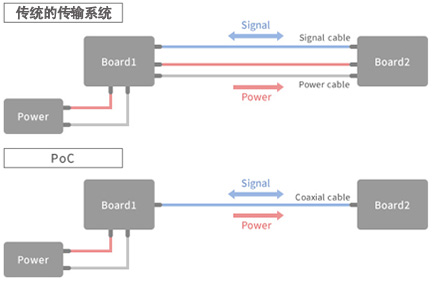 传统的传输系统
Signal
Signal cable
Board1
Board2
Power cable
Power
Power
PoC
Signal
Coaxial cable
Board1
Board2
Power
Power